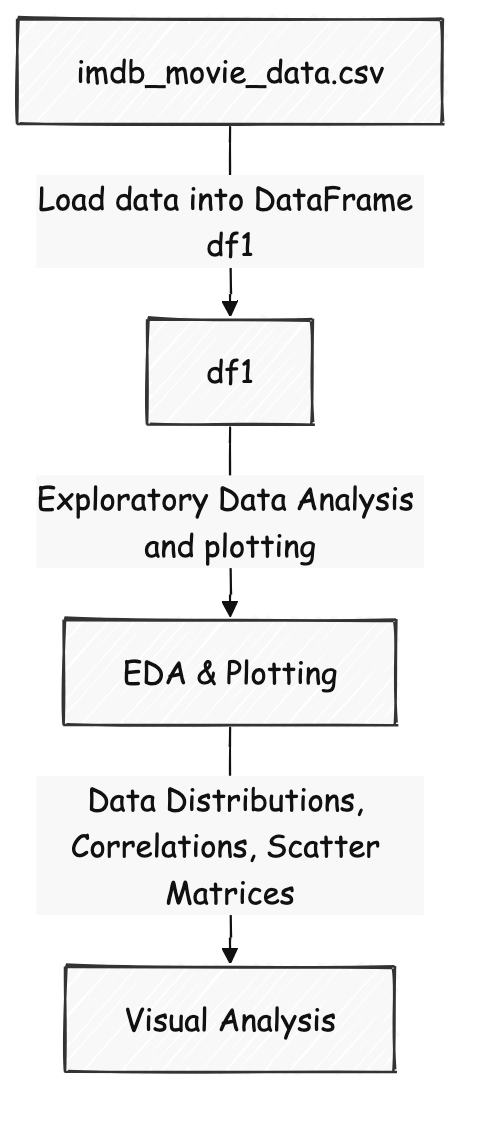 imdb_movie_data.csv
Load data into DataFrame
df1
df1
Exploratory Data Analysis
and plotting
EDA & Plotting
Data Distributions,
Correlations, Scatter
Matrices
Visual Analysis